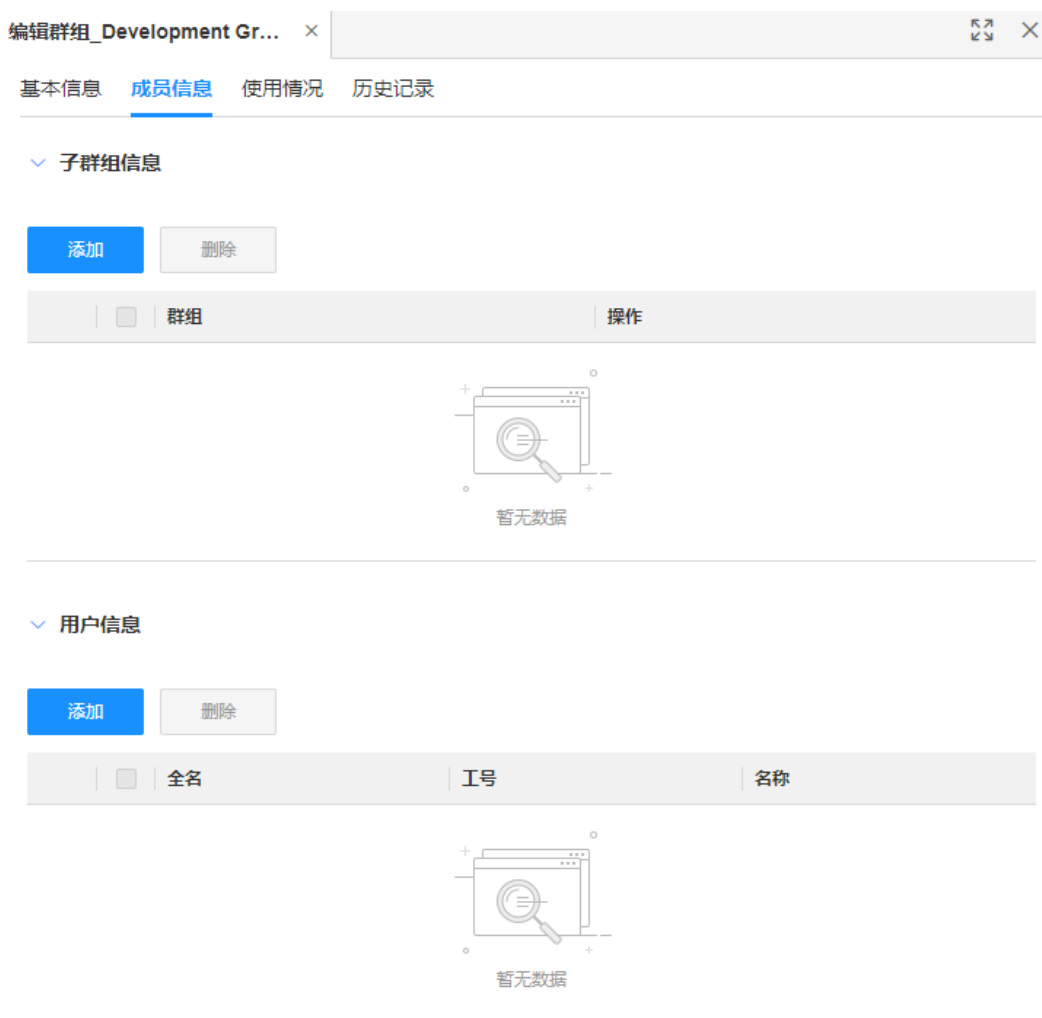 编辑群组_Development Gr...
基本信息 成员信息 使用情况 历史记录
子群组信息
添加 删除
群组 操作
暂无数据
用户信息
添加 删除
全名 工号 名称
暂无数据